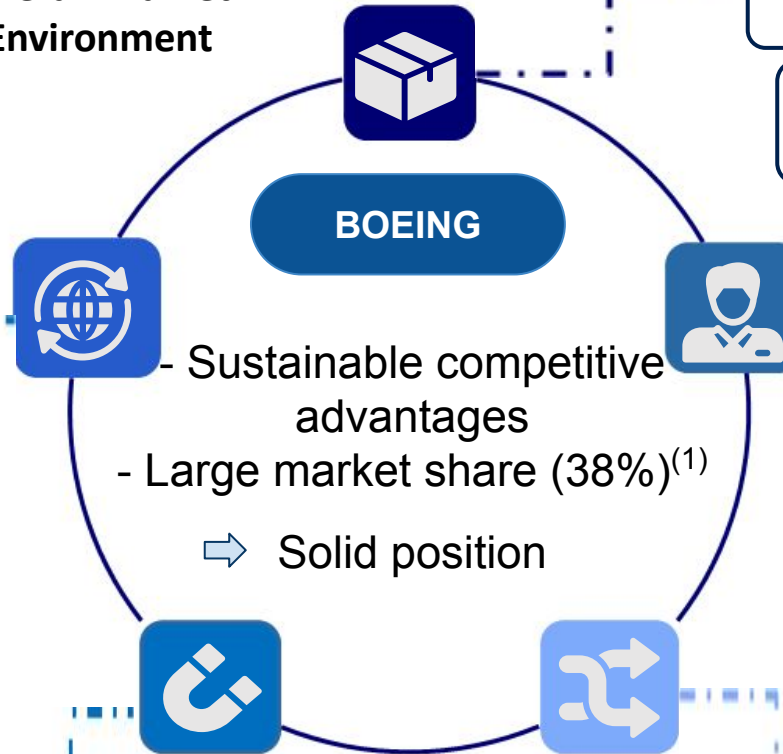 Environment
BOEING
- Sustainable competitive
advantages
- Large market share (38%)⁽¹⁾
⇨ Solid position